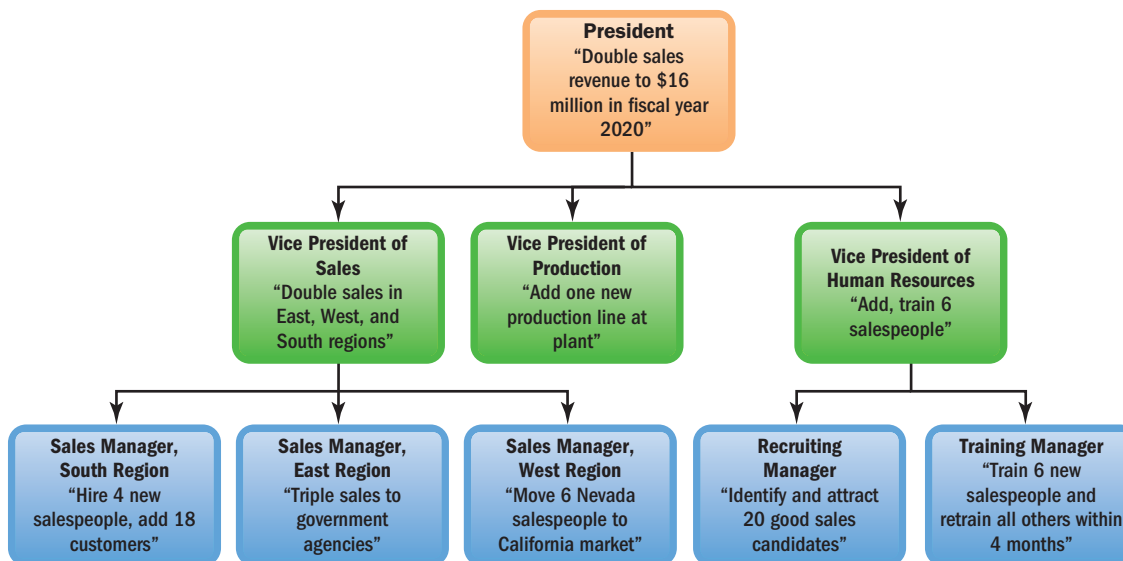 President
“Double sales
revenue to $16
million in fiscal year
2020”
Vice President of
Sales
“Double sales in
East, West, and
South regions”
Vice President of
Production
“Add one new
production line at
plant”
Vice President of
Human Resources
“Add, train 6
salespeople”
Sales Manager,
South Region
“Hire 4 new
salespeople, add 18
customers”
Sales Manager,
East Region
“Triple sales to
government
agencies”
Sales Manager,
West Region
“Move 6 Nevada
salespeople to
California market”
Recruiting
Manager
“Identify and attract
20 good sales
candidates”
Training Manager
“Train 6 new
salespeople and
retrain all others within
4 months”